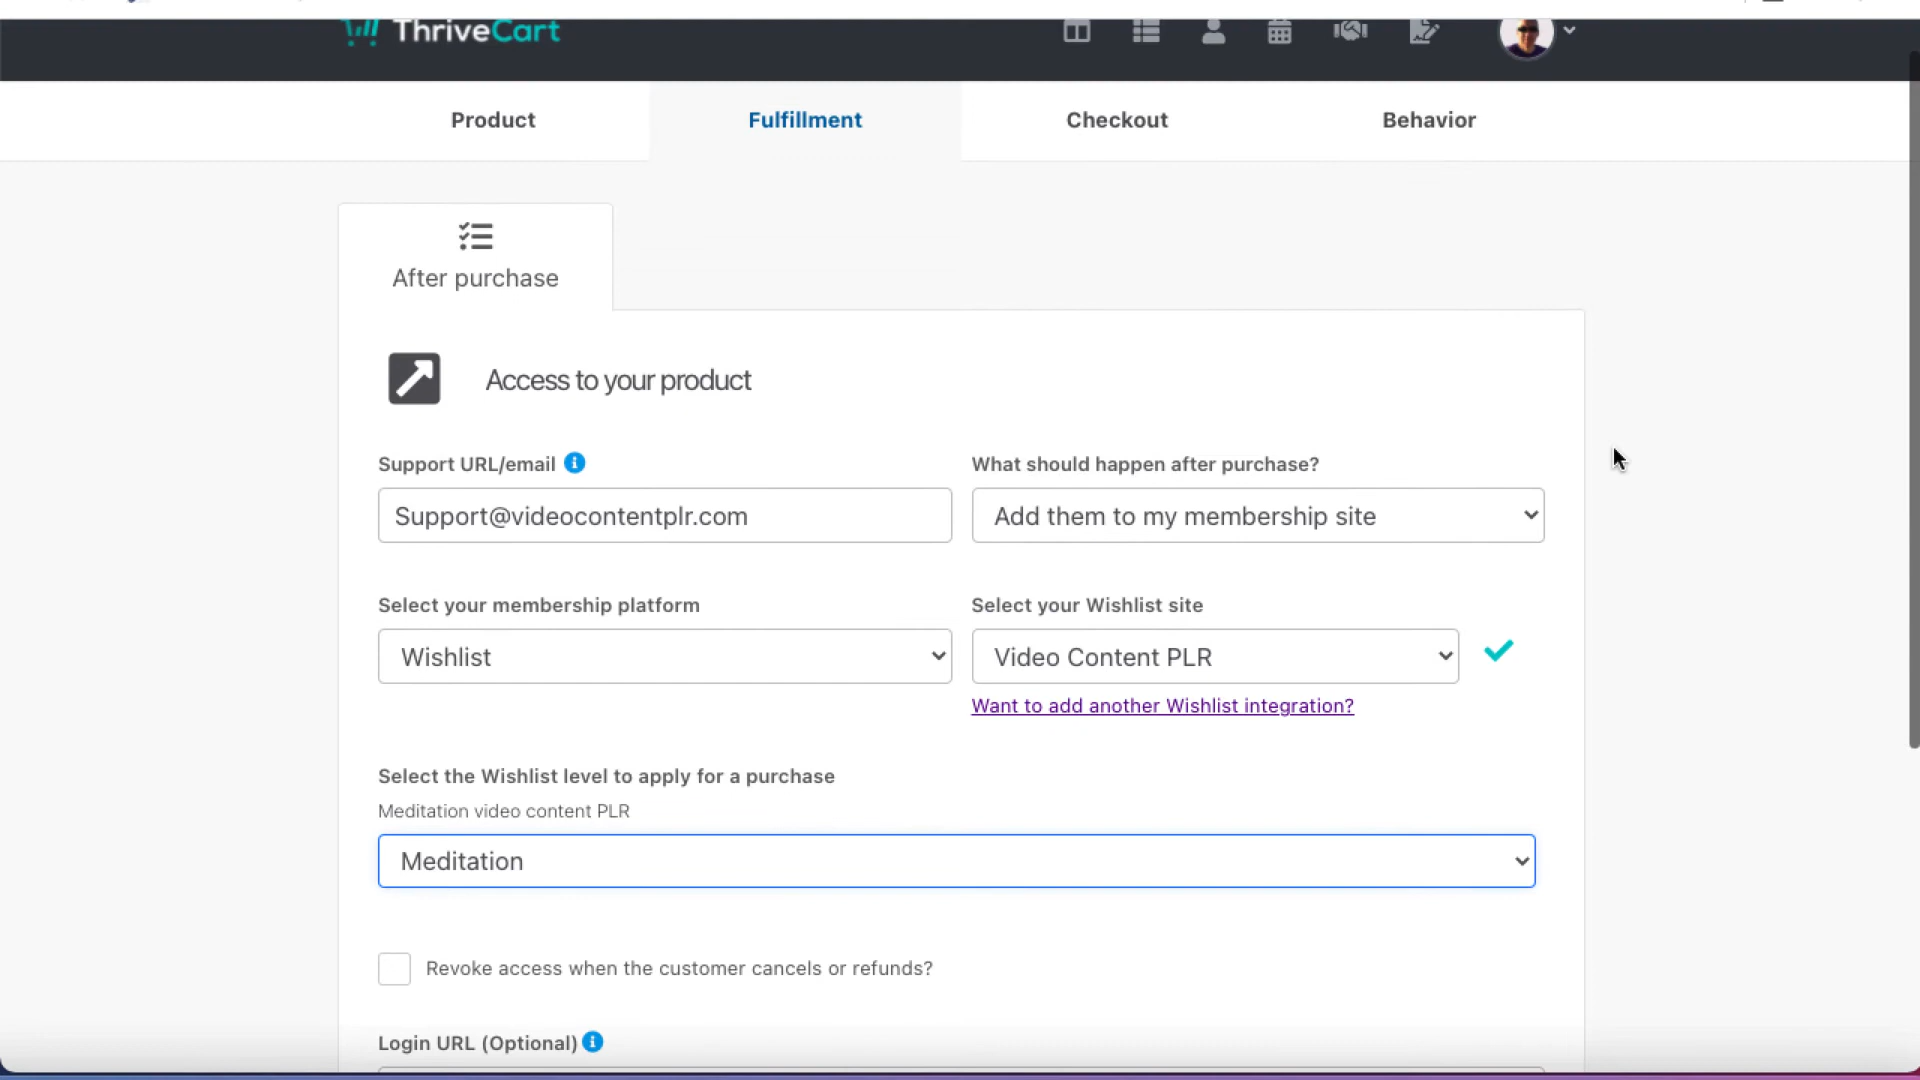 ThriveCart
Product
Fulfillment
Checkout
Behavior
After purchase
Access to your product
Support URL/email
What should happen after purchase?
Support@videocontentplr.com
Add them to my membership site
Select your membership platform
Select your Wishlist site
Wishlist
Video Content PLR
Want to add another Wishlist integration?
Select the Wishlist level to apply for a purchase
Meditation video content PLR
Meditation
Revoke access when the customer cancels or refunds?
Login URL (Optional)